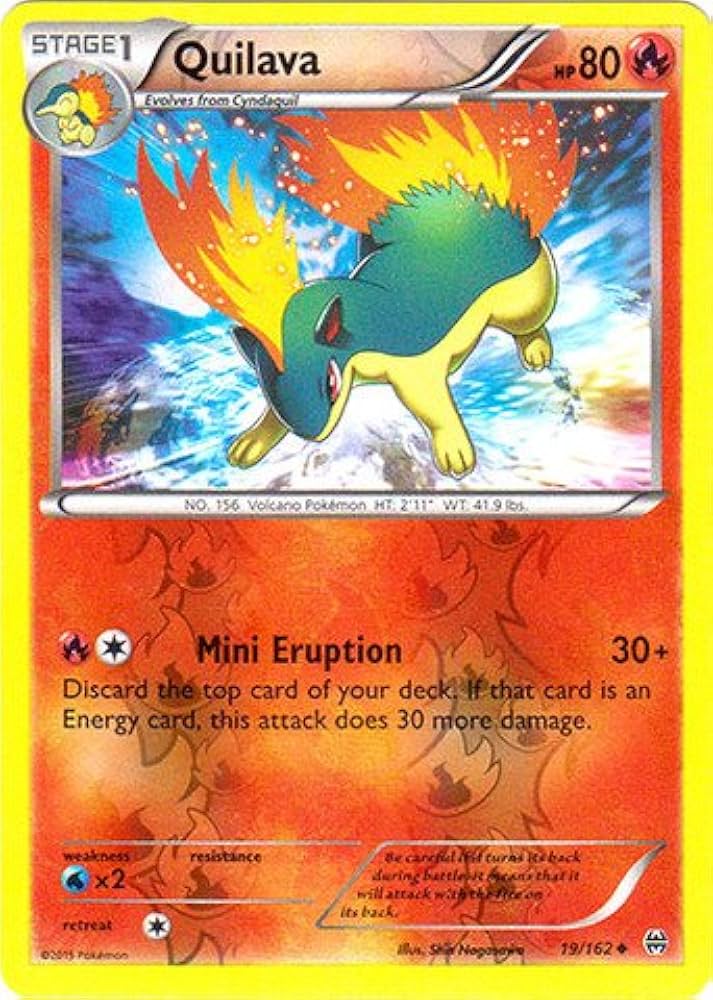 STAGE1
Quilava
HP80
Evolves from Cyndaquil
NO. 156 Volcano Pokémon HT: 2'11" WT: 41.9 lbs.
Mini Eruption 30+
Discard the top card of your deck. If that card is an
Energy card, this attack does 30 more damage.
weakness resistance
×2
retreat
Be careful if it turns its back
during battle. It means that it
will attack with the fire on
its back.
©2015 Pokémon
Illus. Shin Nagasawa
19/162